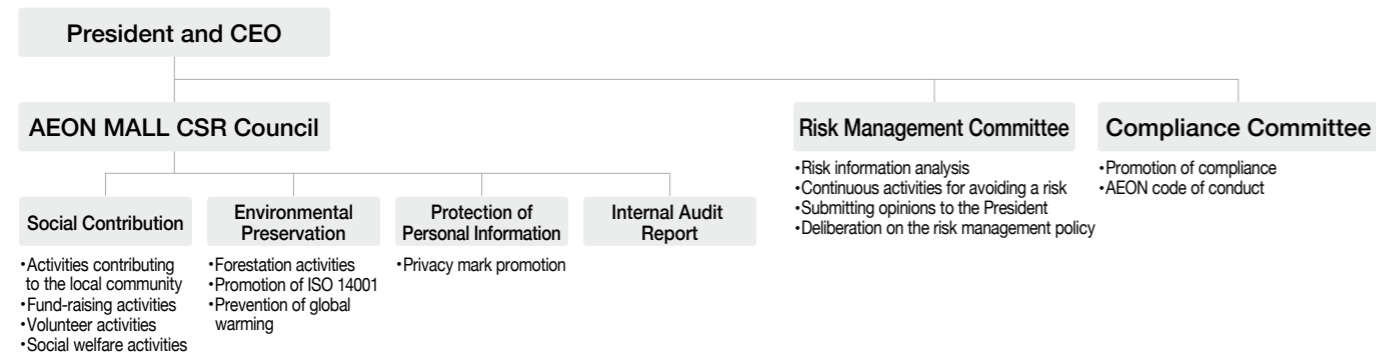 President and CEO
AEON MALL CSR Council
Risk Management Committee
Compliance Committee
•Risk information analysis
•Continuous activities for avoiding a risk
•Submitting opinions to the President
•Deliberation on the risk management policy
•Promotion of compliance
•AEON code of conduct
Social Contribution
Environmental
Preservation
Protection of
Personal Information
Internal Audit
Report
•Activities contributing
to the local community
•Fund-raising activities
•Volunteer activities
•Social welfare activities
•Forestation activities
•Promotion of ISO 14001
•Prevention of global
warming
•Privacy mark promotion